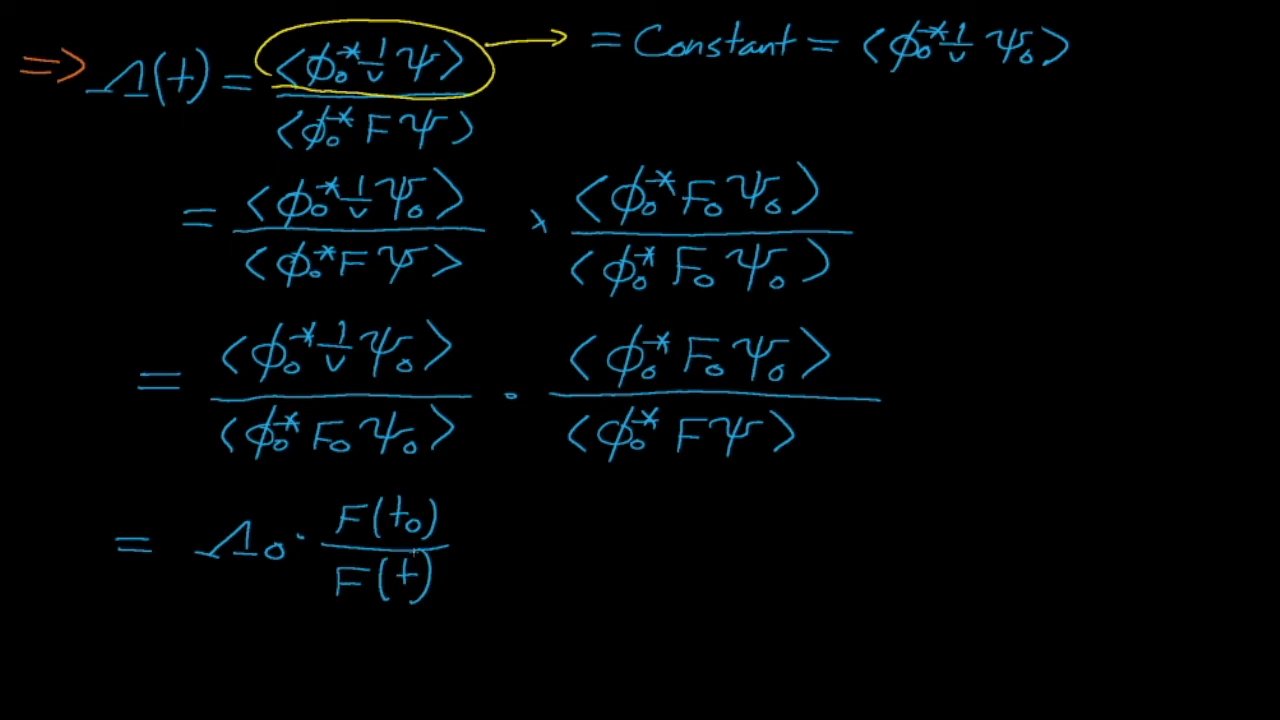 ⇒ Λ(t) = <ϕ₀* 1/v ψ> / <ϕ₀* F ψ> → = Constant = <ϕ₀* 1/v ψ₀>
= <ϕ₀* 1/v ψ₀> / <ϕ₀* F ψ> × <ϕ₀* F₀ ψ₀> / <ϕ₀* F₀ ψ₀>
= <ϕ₀* 1/v ψ₀> / <ϕ₀* F₀ ψ₀> · <ϕ₀* F₀ ψ₀> / <ϕ₀* F ψ>
= Λ₀ · F(t₀) / F(t)